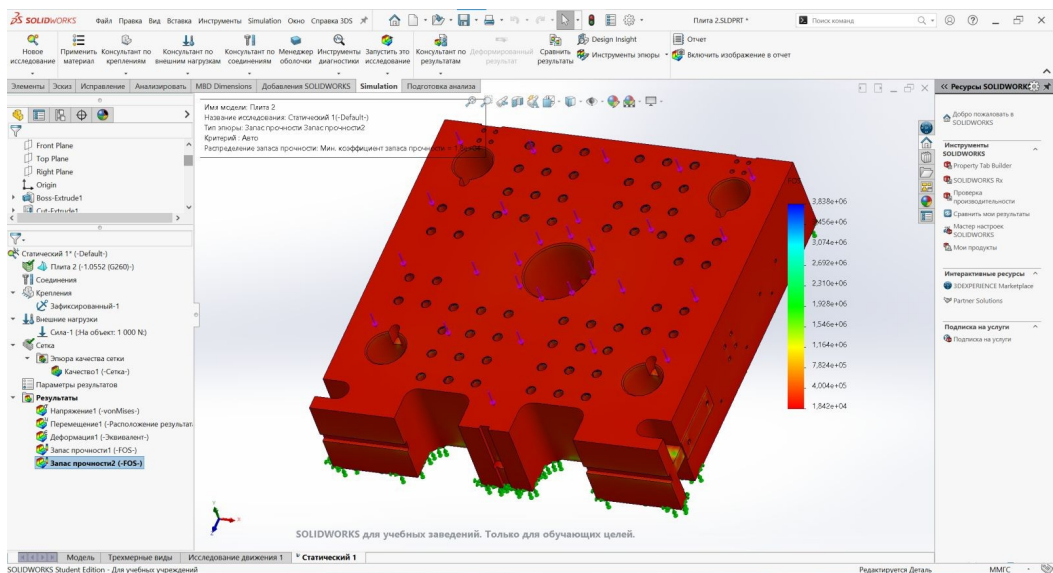 SOLIDWORKS Файл Правка Вид Вставка Инструменты Simulation Окно Справка 3DS Плита 2.SLDPRT * Поиск команд
Новое исследование
Применить материал
Консультант по креплениям
Консультант по внешним нагрузкам
Консультант по соединениям
Менеджер оболочки
Инструменты диагностики
Запустить это исследование
Консультант по результатам
Деформированный результат
Сравнить результаты
Design Insight
Инструменты эпюры
Отчет
Включить изображение в отчет
Элементы Эскиз Исправление Анализировать MBD Dimensions Добавления SOLIDWORKS Simulation Подготовка анализа
Имя модели: Плита 2
Название исследования: Статический 1(-Default-)
Тип эпюры: Запас прочности Запас прочности2
Критерий : Авто
Распределение запаса прочности: Мин. коэффициент запаса прочности =
Front Plane
Top Plane
Right Plane
Origin
Boss-Extrude1
Cut-Extrude1
Статический 1* (-Default-)
Плита 2 (-1.0552 (G260)-)
Соединения
Крепления
Зафиксированный-1
Внешние нагрузки
Сила-1 (:На объект: 1 000 N:)
Сетка
Эпюра качества сетки
Качество1 (-Сетка-)
Параметры результатов
Результаты
Напряжение1 (-vonMises-)
Перемещение1 (-Расположение результат
Деформация1 (-Эквивалент-)
Запас прочности1 (-FOS-)
Запас прочности2 (-FOS-)
3,838e+06
456e+06
3,074e+06
2,692e+06
2,310e+06
1,928e+06
1,546e+06
1,164e+06
7,824e+05
4,004e+05
1,842e+04
Ресурсы SOLIDWORKS
Добро пожаловать в SOLIDWORKS
Инструменты SOLIDWORKS
Property Tab Builder
SOLIDWORKS Rx
Проверка производительности
Сравнить мои результаты
Мастер настроек SOLIDWORKS
Мои продукты
Интерактивные ресурсы
3DEXPERIENCE Marketplace
Partner Solutions
Подписка на услуги
Подписка на услуги
SOLIDWORKS для учебных заведений. Только для обучающих целей.
Модель Трехмерные виды Исследование движения 1 Статический 1
SOLIDWORKS Student Edition - Для учебных учреждений Редактируется Деталь ММГС